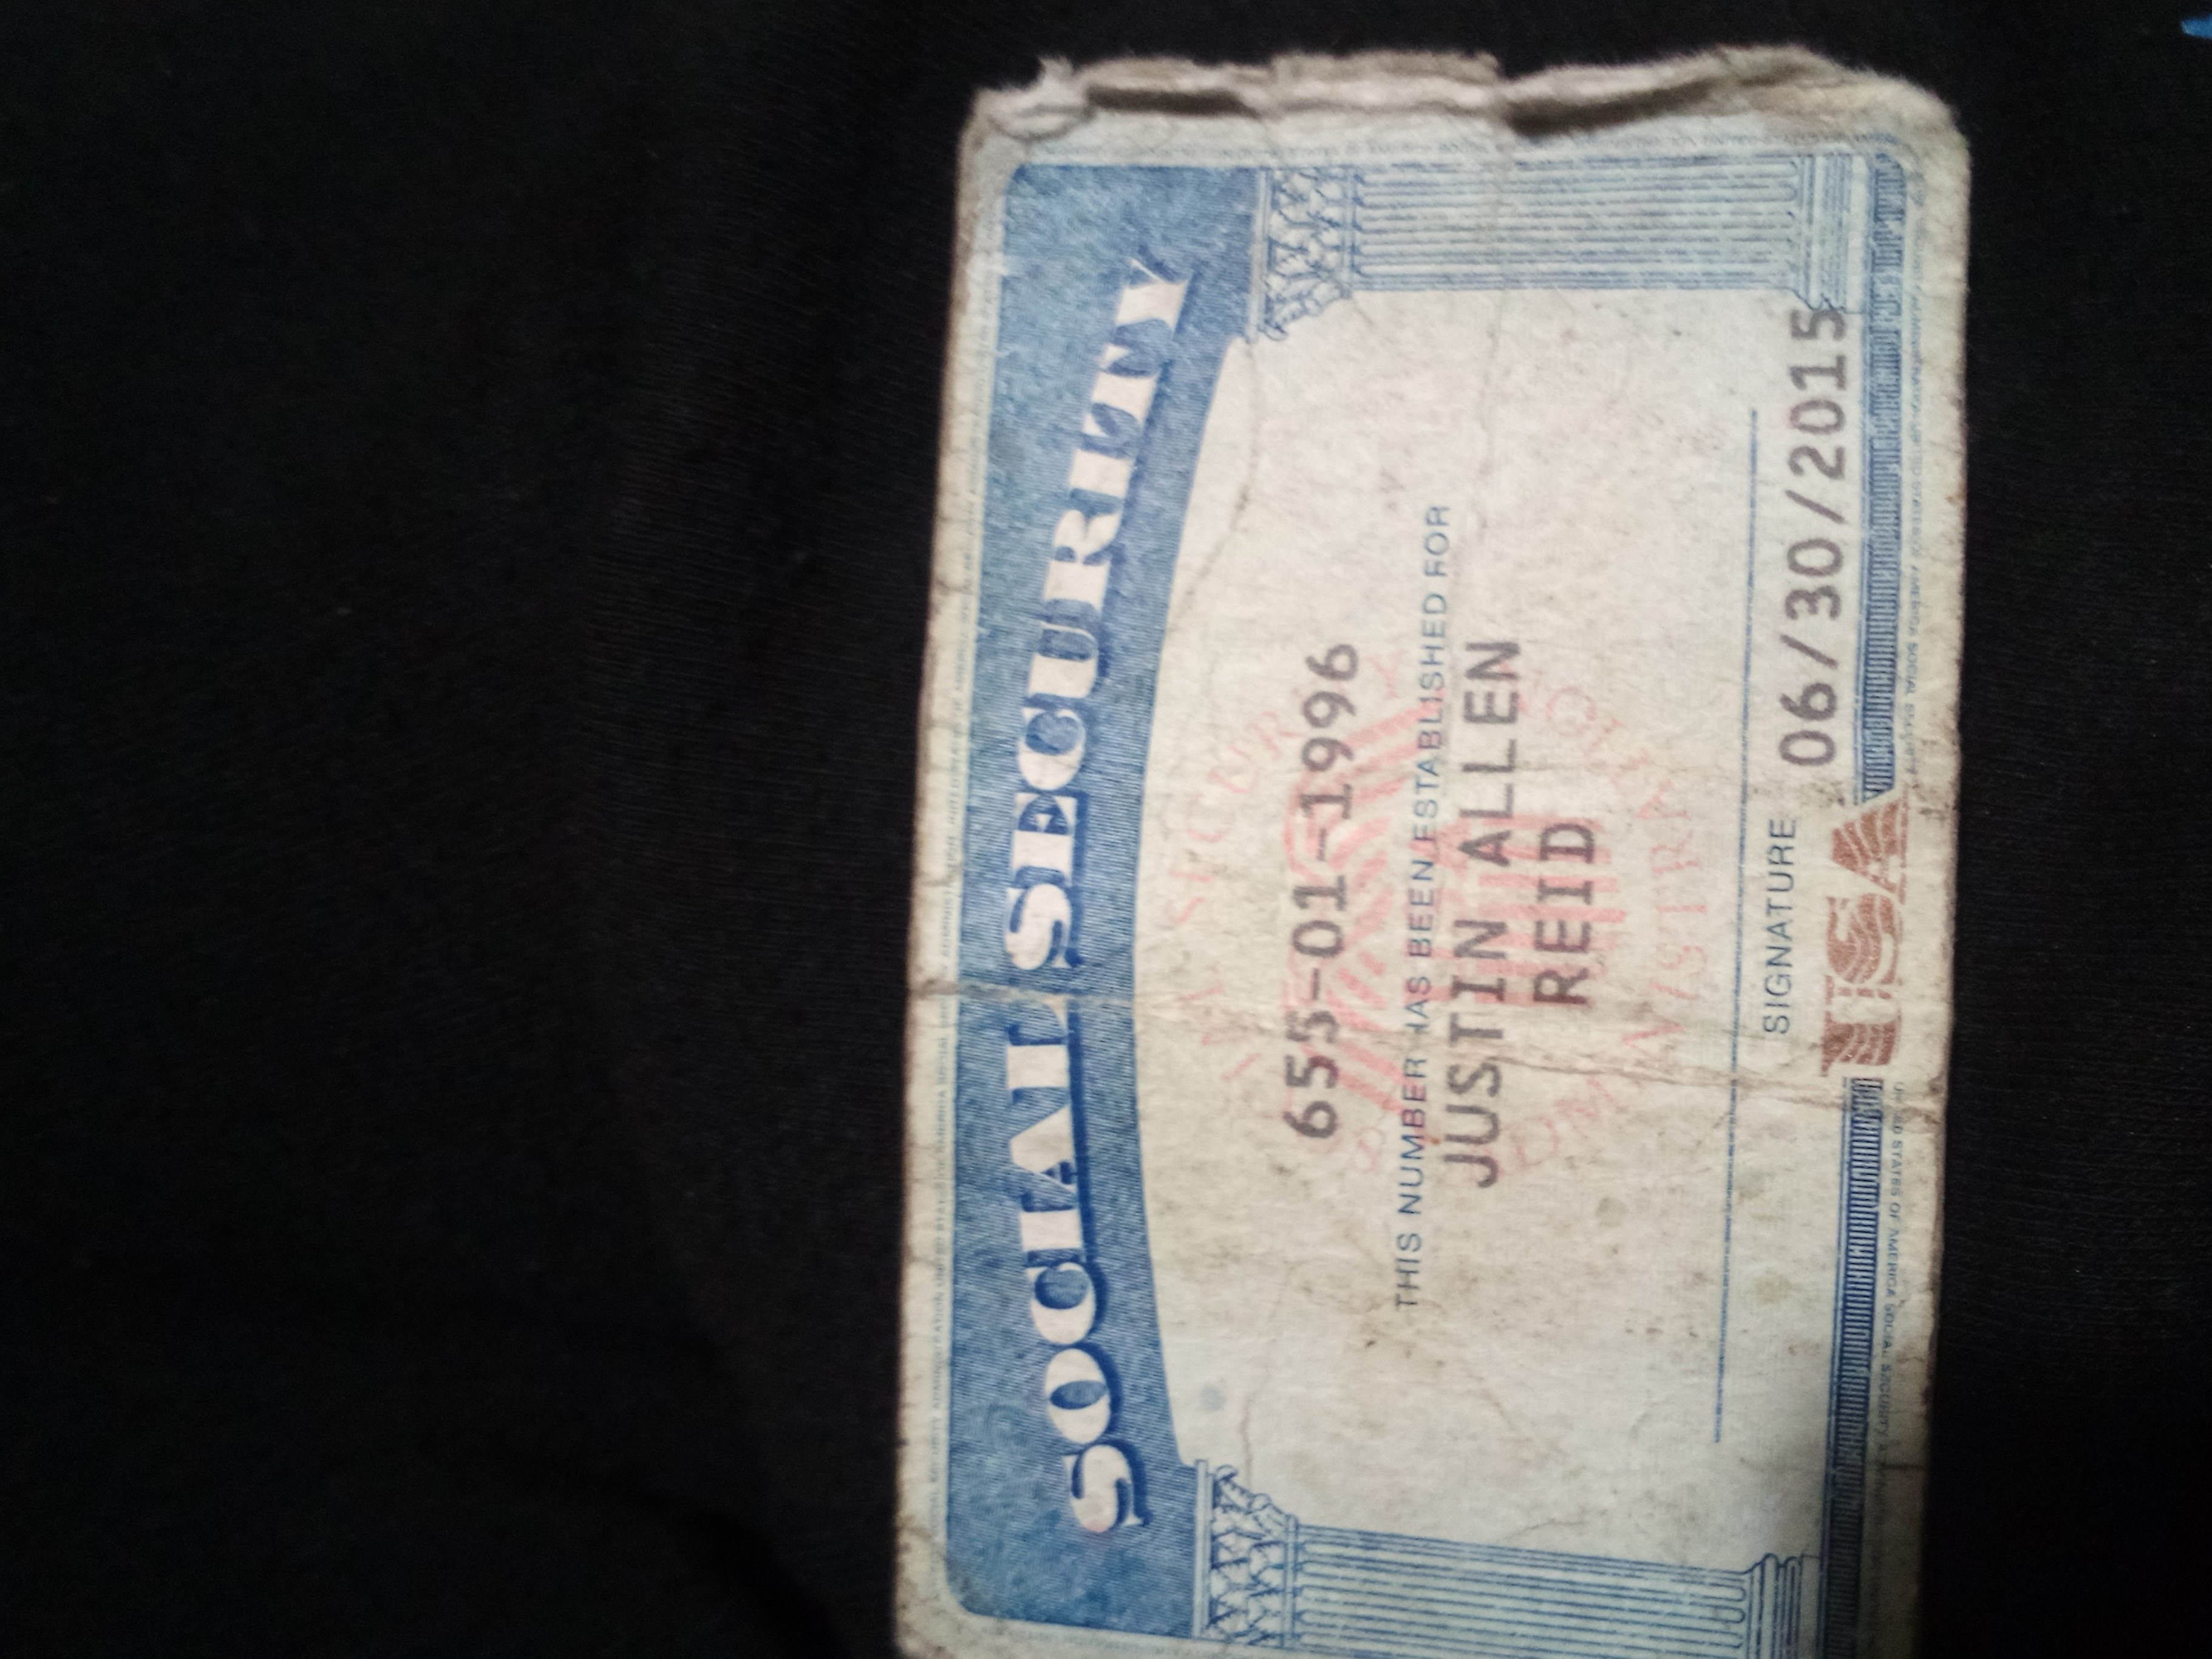 SOCIAL SECURITY
655-01-1996
THIS NUMBER HAS BEEN ESTABLISHED FOR
JUSTIN ALLEN
REID
SIGNATURE
06/30/2015
USA